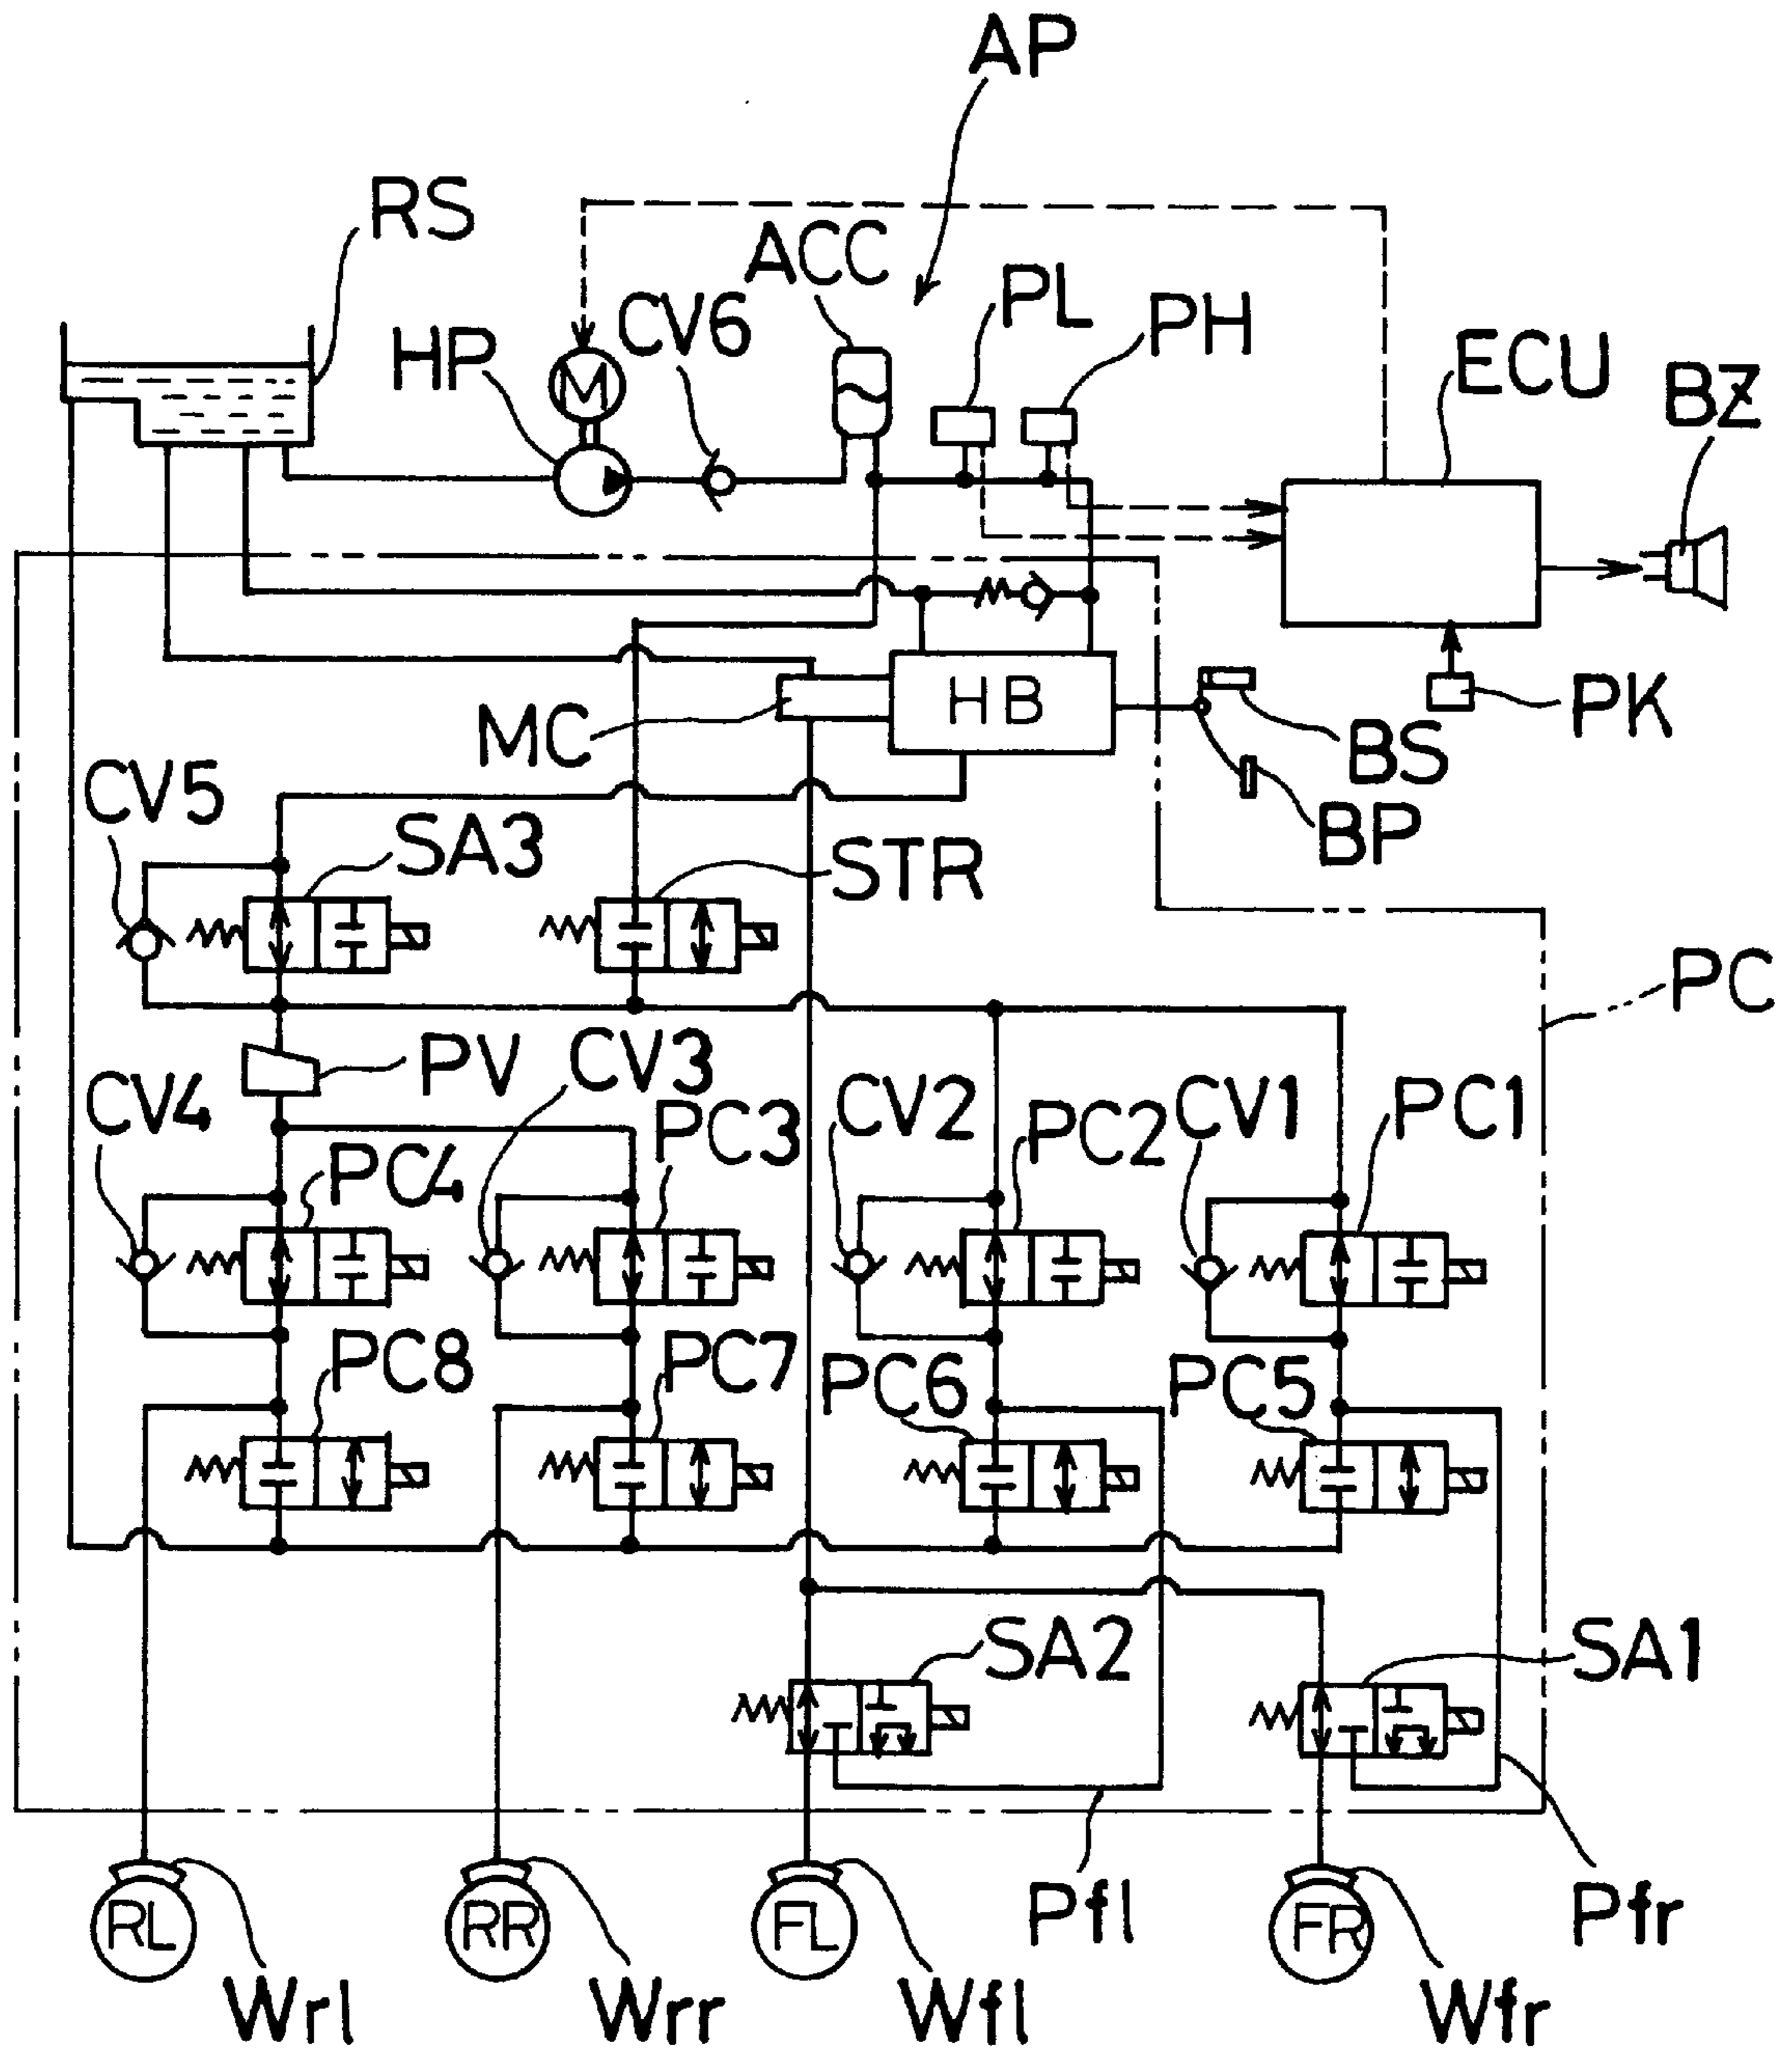 AP
RS
ACC
PL
PH
CV6
HP
M
ECU
BZ
HB
MC
PK
BS
BP
CV5
SA3
STR
PC
PV
CV3
CV4
CV2
PC2
CV1
PC1
PC3
PC4
PC8
PC7
PC6
PC5
SA2
SA1
Pfl
Pfr
RL
RR
FL
FR
Wrl
Wrr
Wfl
Wfr